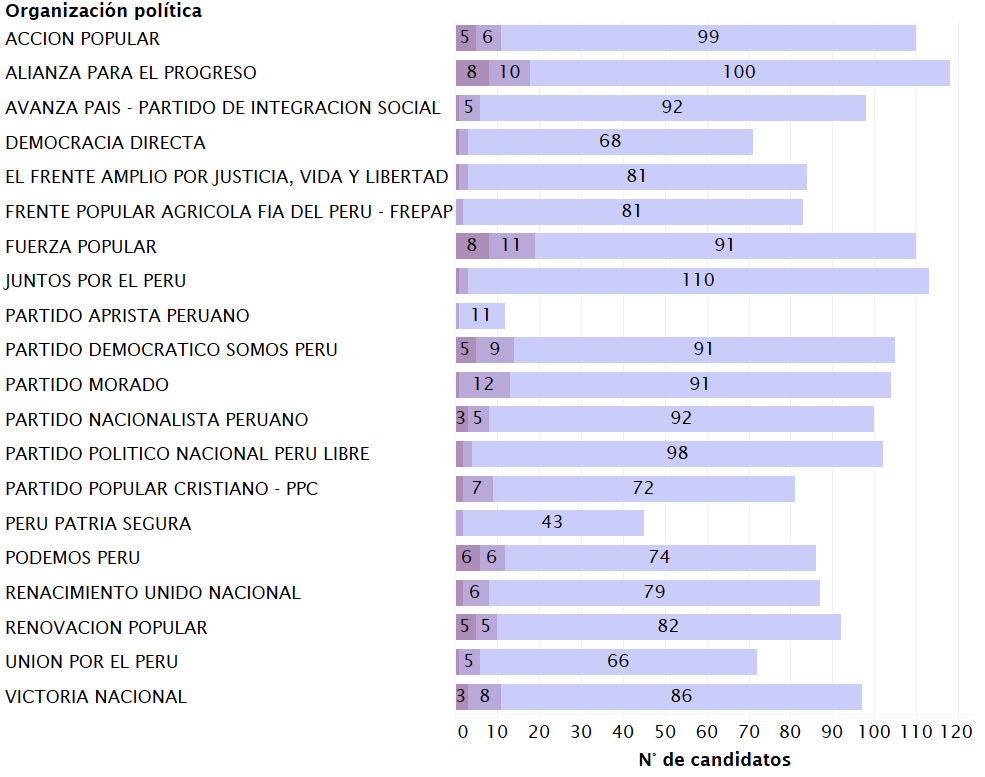 Organización política
ACCION POPULAR 5 6 99
ALIANZA PARA EL PROGRESO 8 10 100
AVANZA PAIS - PARTIDO DE INTEGRACION SOCIAL 5 92
DEMOCRACIA DIRECTA 68
EL FRENTE AMPLIO POR JUSTICIA, VIDA Y LIBERTAD 81
FRENTE POPULAR AGRICOLA FIA DEL PERU - FREPAP 81
FUERZA POPULAR 8 11 91
JUNTOS POR EL PERU 110
PARTIDO APRISTA PERUANO 11
PARTIDO DEMOCRATICO SOMOS PERU 5 9 91
PARTIDO MORADO 12 91
PARTIDO NACIONALISTA PERUANO 3 5 92
PARTIDO POLITICO NACIONAL PERU LIBRE 98
PARTIDO POPULAR CRISTIANO - PPC 7 72
PERU PATRIA SEGURA 43
PODEMOS PERU 6 6 74
RENACIMIENTO UNIDO NACIONAL 6 79
RENOVACION POPULAR 5 5 82
UNION POR EL PERU 5 66
VICTORIA NACIONAL 3 8 86
0 10 20 30 40 50 60 70 80 90 100 110 120
N° de candidatos